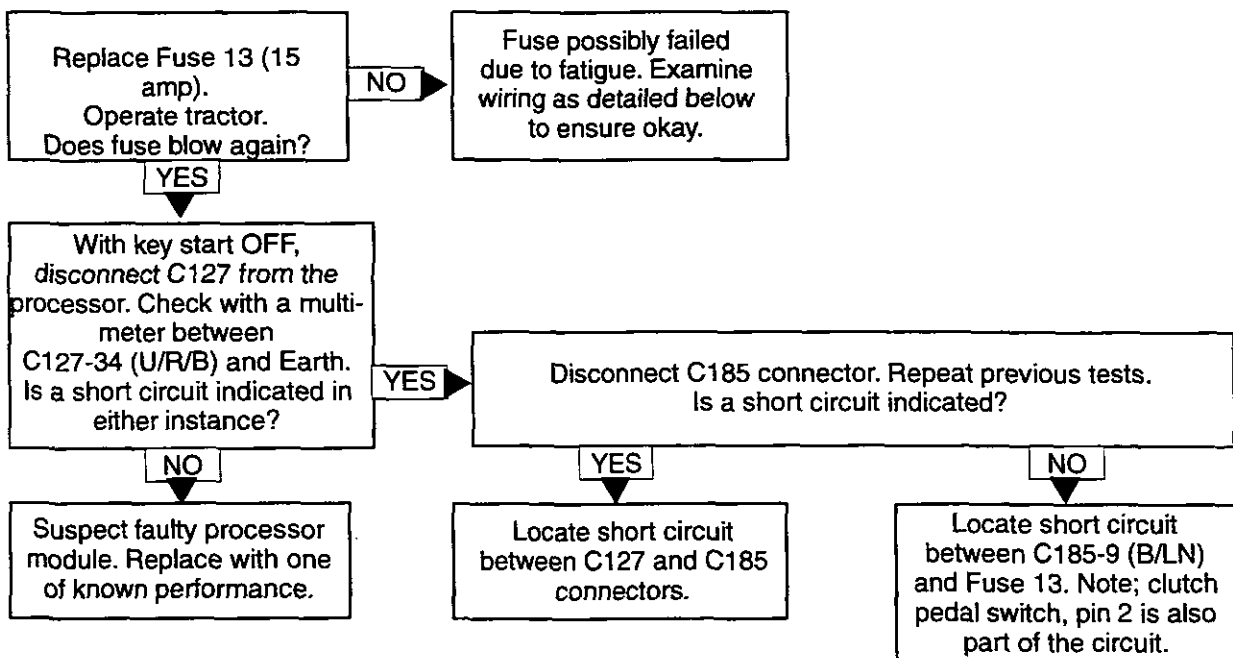 Replace Fuse 13 (15
amp).
Operate tractor.
Does fuse blow again?
NO
Fuse possibly failed
due to fatigue. Examine
wiring as detailed below
to ensure okay.
YES
With key start OFF,
disconnect C127 from the
processor. Check with a multi-
meter between
C127-34 (U/R/B) and Earth.
Is a short circuit indicated in
either instance?
YES
Disconnect C185 connector. Repeat previous tests.
Is a short circuit indicated?
NO
Suspect faulty processor
module. Replace with one
of known performance.
YES
Locate short circuit
between C127 and C185
connectors.
NO
Locate short circuit
between C185-9 (B/LN)
and Fuse 13. Note; clutch
pedal switch, pin 2 is also
part of the circuit.